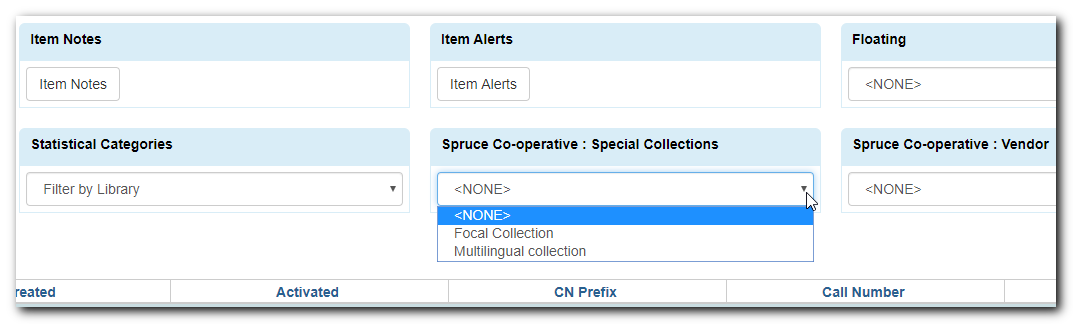 Item Notes
Item Alerts
Floating
Item Notes
Item Alerts
<NONE>
Statistical Categories
Spruce Co-operative : Special Collections
Spruce Co-operative : Vendor
Filter by Library
<NONE>
<NONE>
<NONE>
Focal Collection
Multilingual collection
reated
Activated
CN Prefix
Call Number